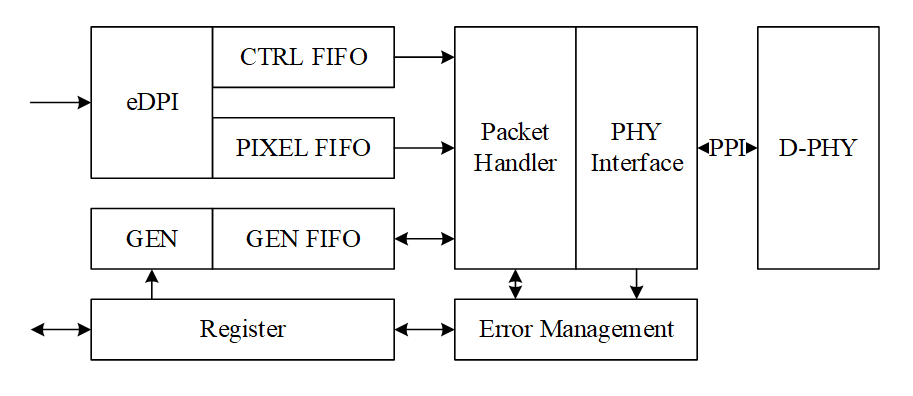 CTRL FIFO
eDPI
PIXEL FIFO
Packet
Handler
PHY
Interface
PPI
D-PHY
GEN
GEN FIFO
Register
Error Management